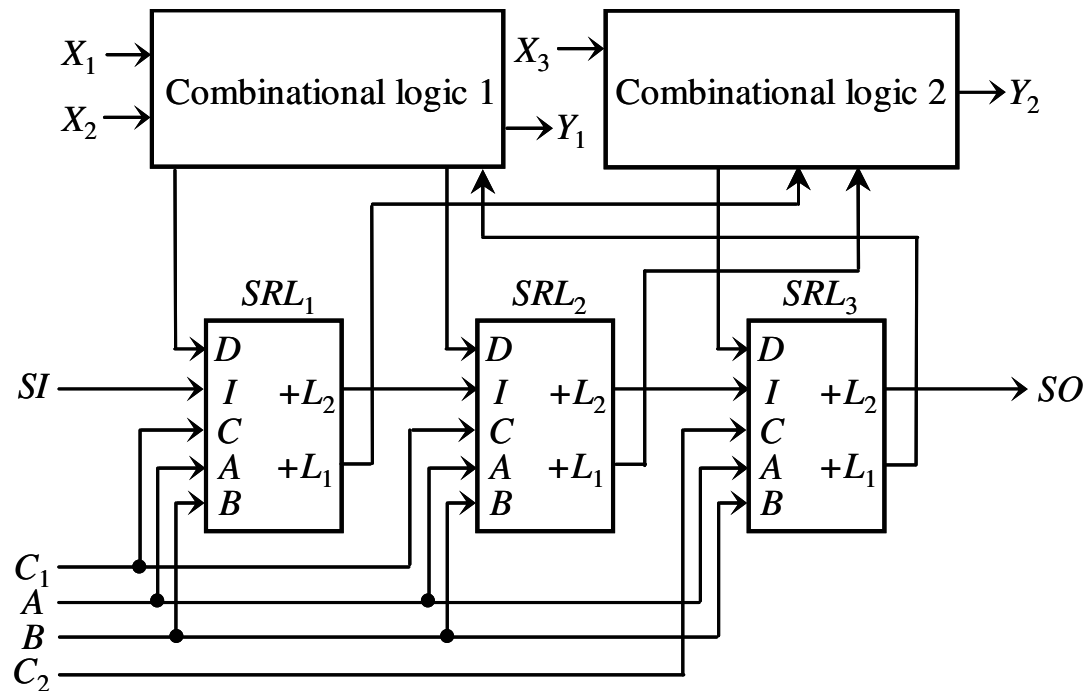 X₁
X₂
Combinational logic 1
Y₁
X₃
Combinational logic 2
Y₂
SRL₁
SRL₂
SRL₃
D
I
C
A
B
+L₂
+L₁
D
I
C
A
B
+L₂
+L₁
D
I
C
A
B
+L₂
+L₁
SI
SO
C₁
A
B
C₂